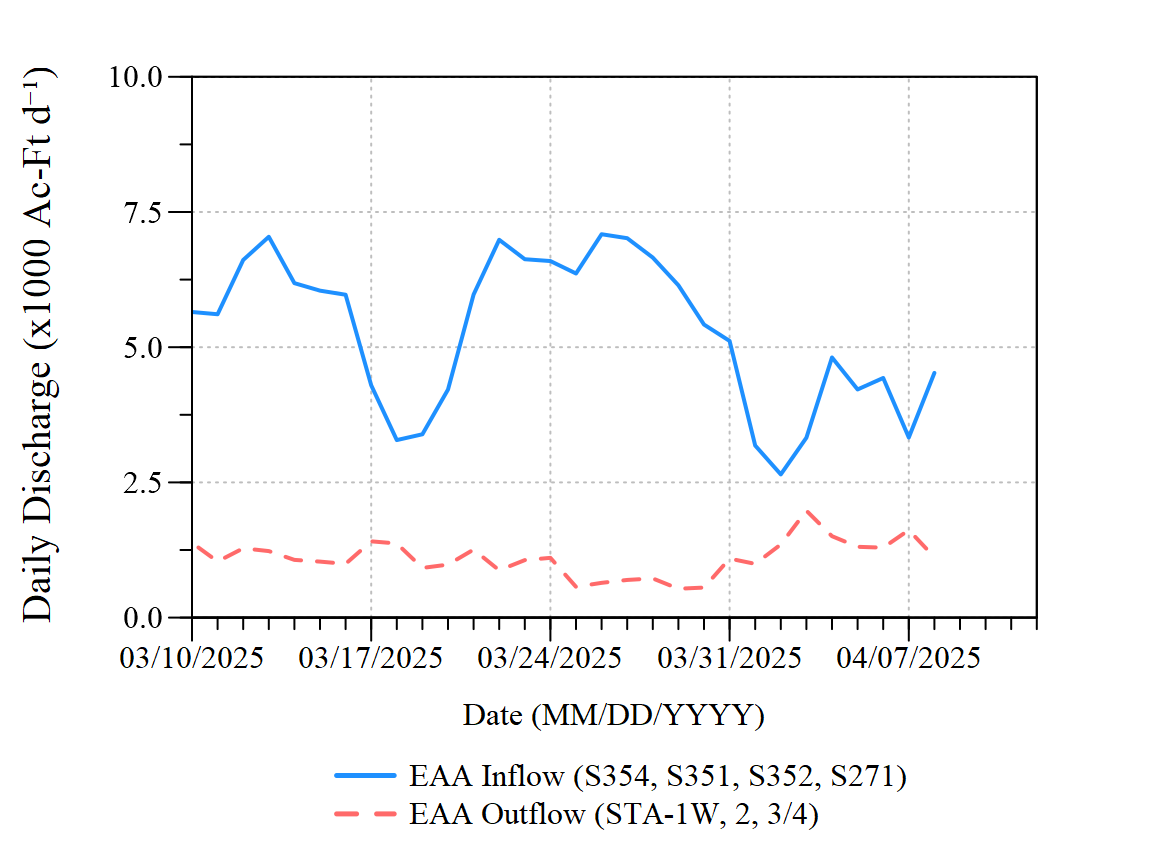 Daily Discharge (x1000 Ac-Ft d⁻¹)
10.0
7.5
5.0
2.5
0.0
03/10/2025 03/17/2025 03/24/2025 03/31/2025 04/07/2025
Date (MM/DD/YYYY)
EAA Inflow (S354, S351, S352, S271)
EAA Outflow (STA-1W, 2, 3/4)